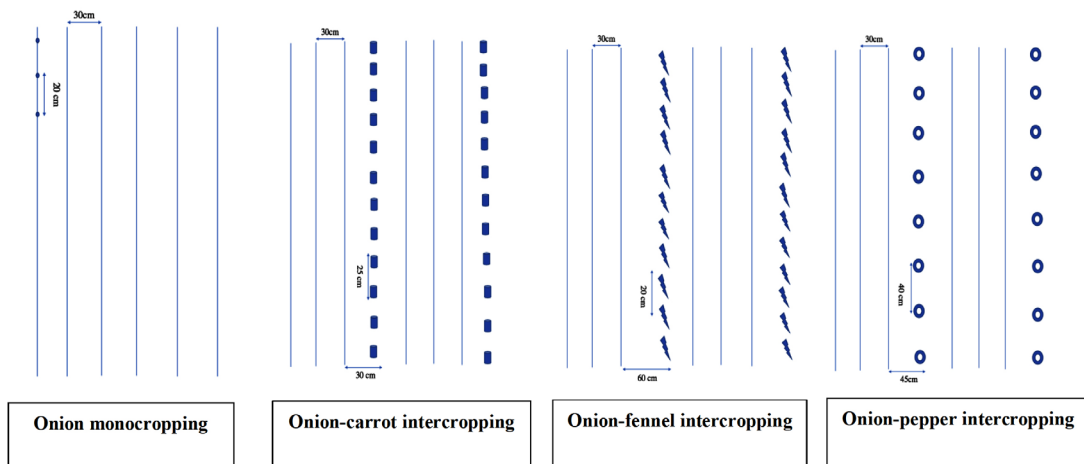 30cm
20 cm
Onion monocropping
30cm
25 cm
30 cm
Onion-carrot intercropping
30cm
20 cm
60 cm
Onion-fennel intercropping
30cm
40 cm
45cm
Onion-pepper intercropping